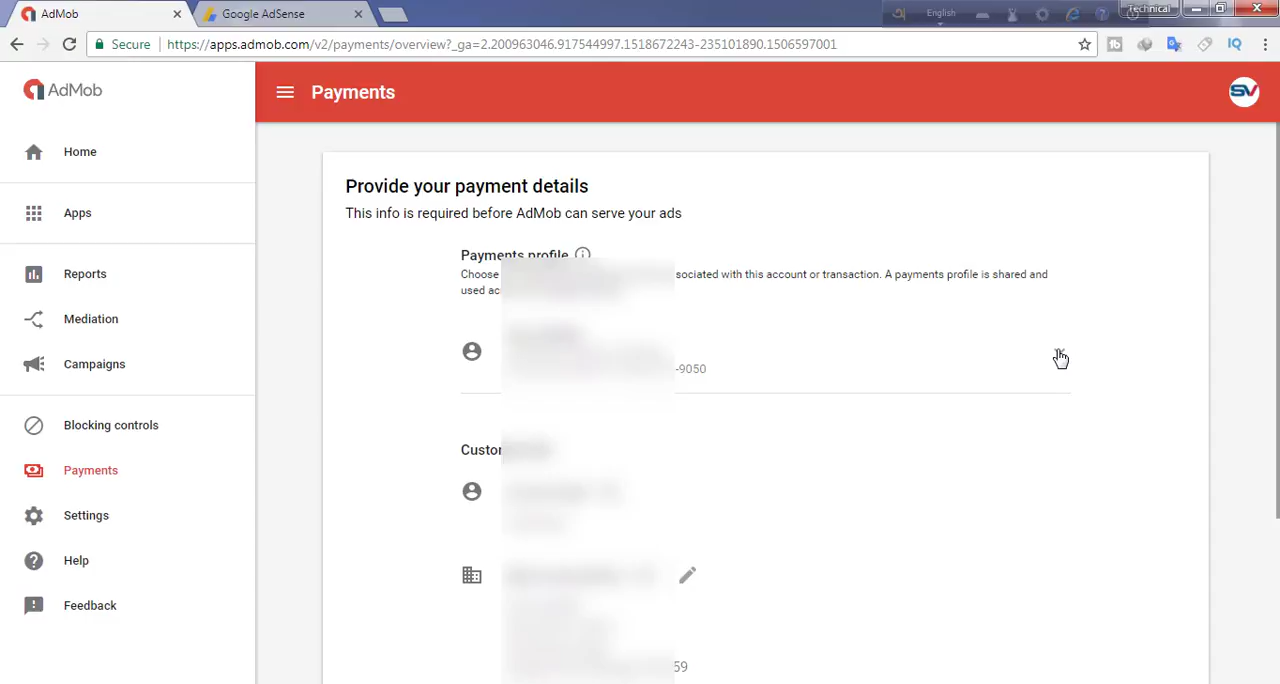 AdMob
Google AdSense
English
Technical
Secure
https://apps.admob.com/v2/payments/overview?_ga=2.200963046.917544997.1518672243-235101890.1506597001
IQ
AdMob
Payments
SV
Home
Apps
Reports
Mediation
Campaigns
Blocking controls
Payments
Settings
Help
Feedback
Provide your payment details
This info is required before AdMob can serve your ads
Payments profile
Choose sociated with this account or transaction. A payments profile is shared and
used
-9050
Custo
59